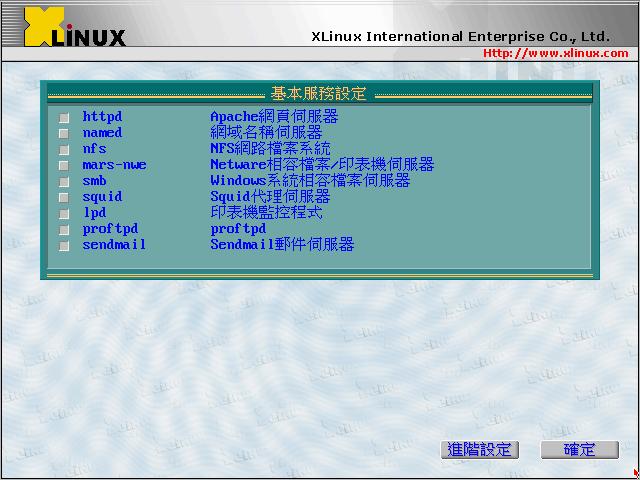 XLiNUX
XLinux International Enterprise Co., Ltd.
Http://www.xlinux.com
基本服務設定
httpd Apache網頁伺服器
named 網域名稱伺服器
nfs NFS網路檔案系統
mars-nwe Netware相容檔案/印表機伺服器
smb Windows系統相容檔案伺服器
squid Squid代理伺服器
lpd 印表機監控程式
proftpd proftpd
sendmail Sendmail郵件伺服器
進階設定 確定